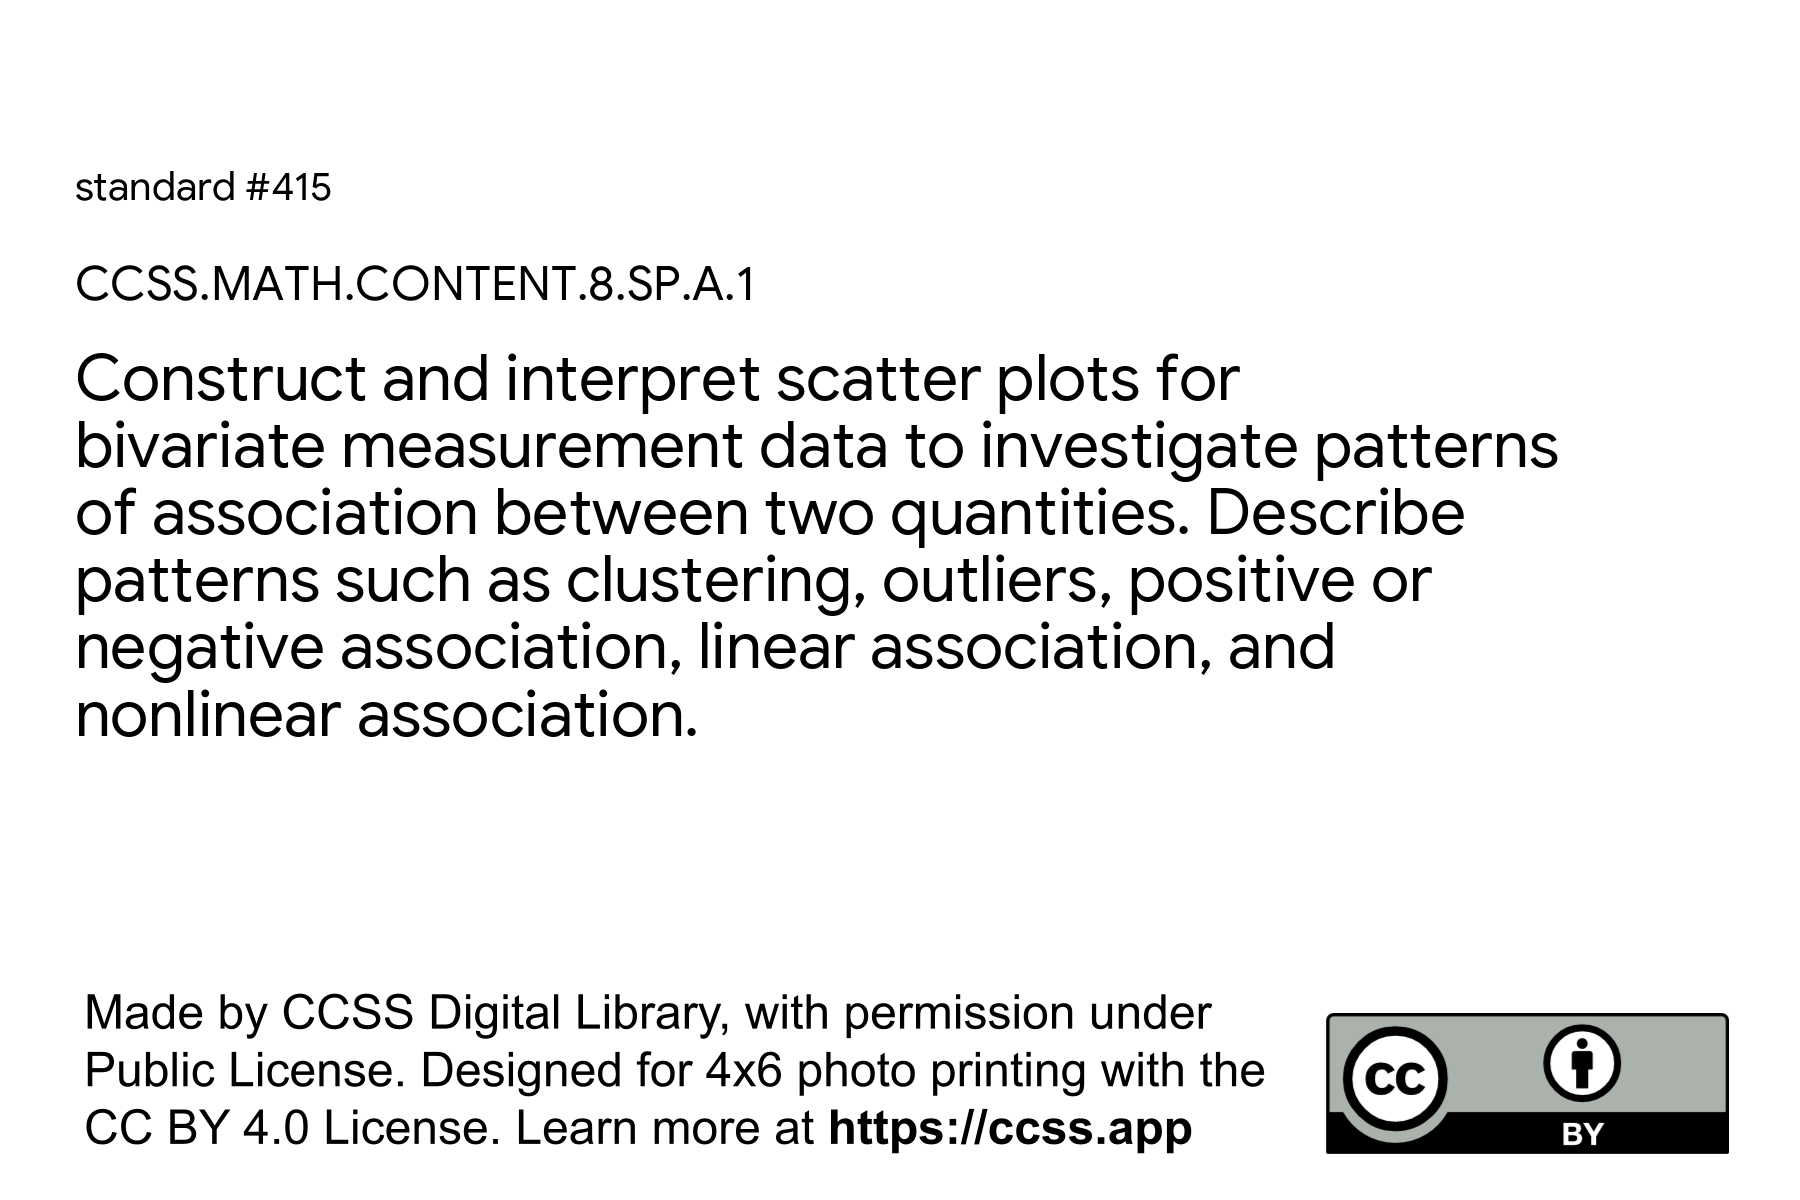 standard #415
CCSS.MATH.CONTENT.8.SP.A.1
Construct and interpret scatter plots for
bivariate measurement data to investigate patterns
of association between two quantities. Describe
patterns such as clustering, outliers, positive or
negative association, linear association, and
nonlinear association.
Made by CCSS Digital Library, with permission under
Public License. Designed for 4x6 photo printing with the
CC BY 4.0 License. Learn more at https://ccss.app
cc
BY